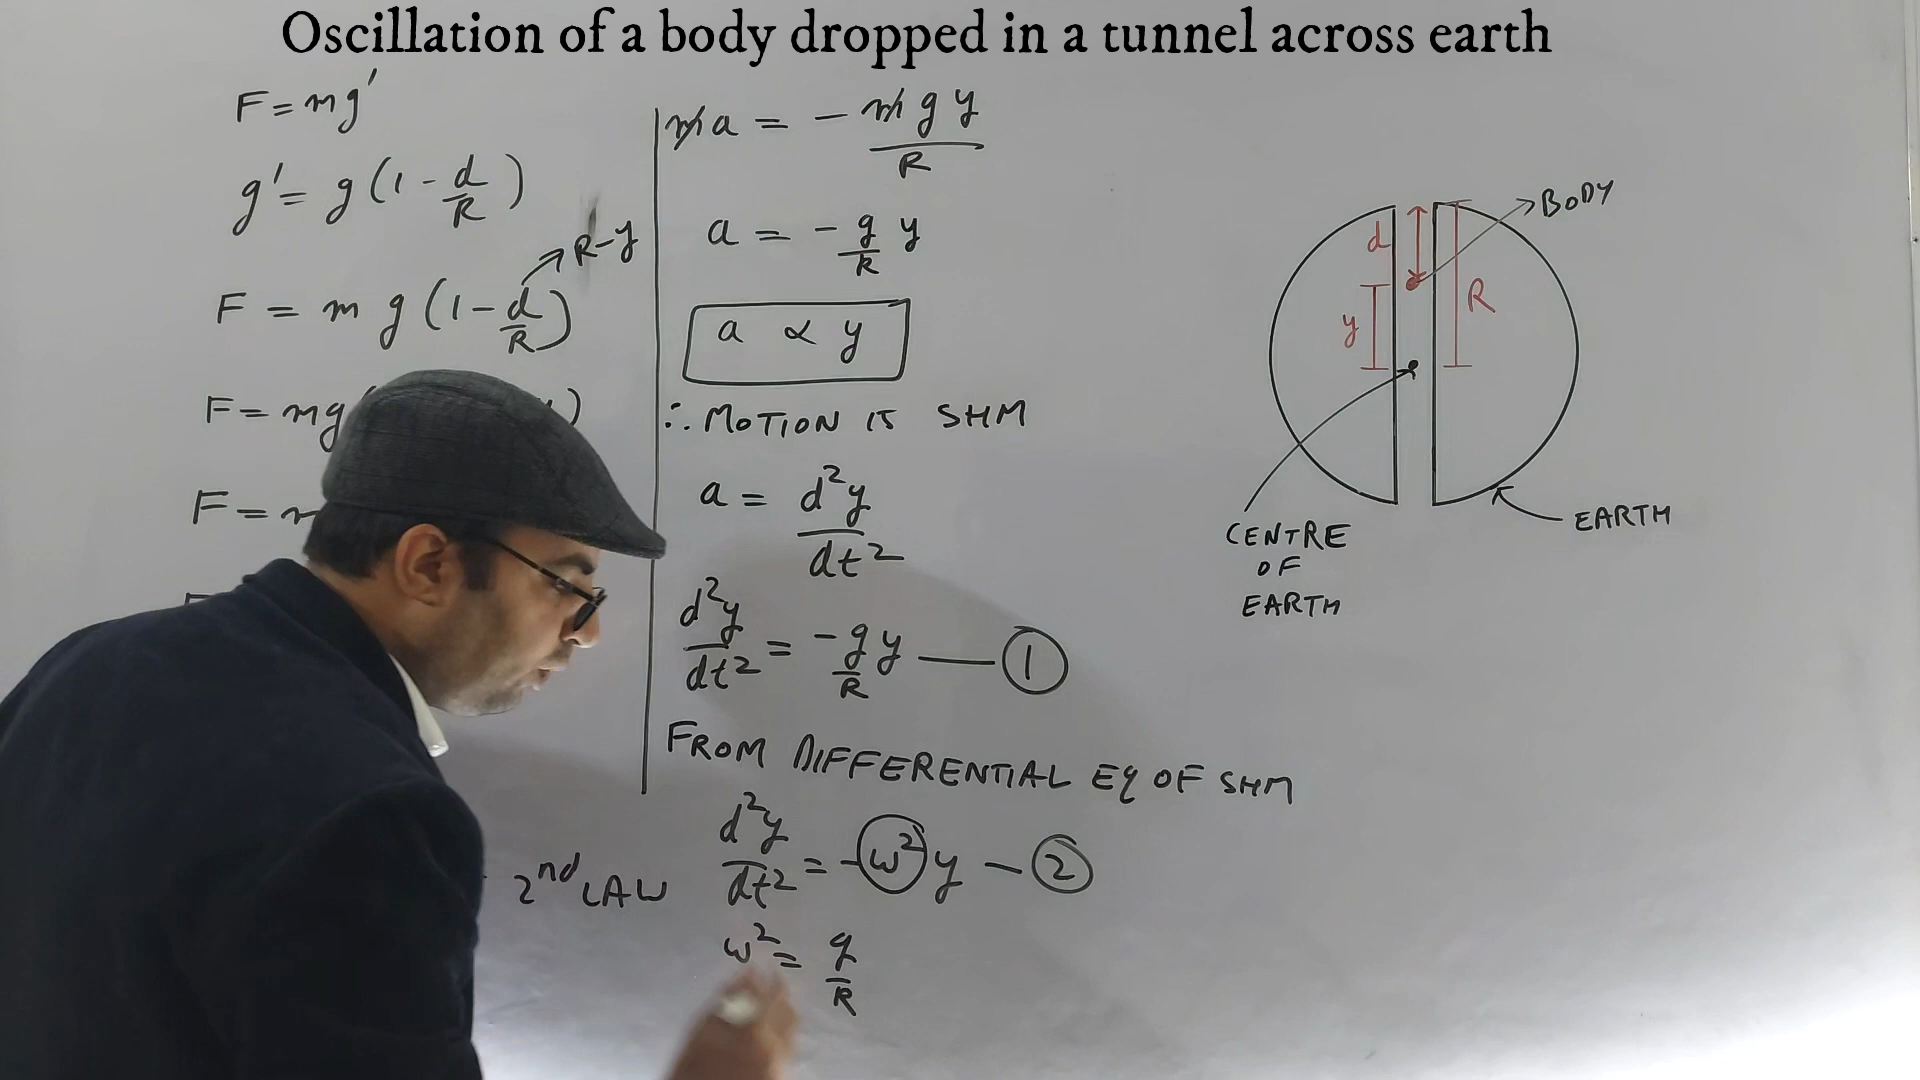 Oscillation of a body dropped in a tunnel across earth
F = mg'
g' = g(1 - d/R)
R-y
F = m g (1 - d/R)
F = mg
F =
2nd LAW
ma = - m g y / R
a = - g/R y
a ∝ y
∴ MOTION IS SHM
a = d²y/dt²
d²y/dt² = - g/R y — 1
FROM DIFFERENTIAL EQ OF SHM
d²y/dt² = - ω² y — 2
ω² = g/R
BODY
d
R
y
CENTRE
OF
EARTH
EARTH